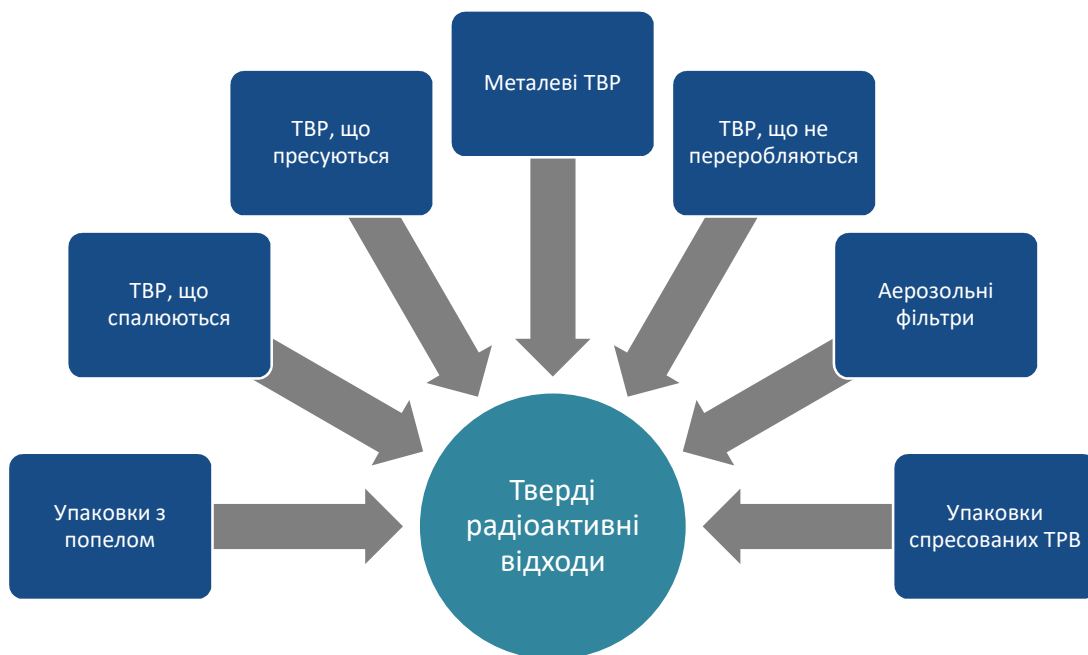 Металеві ТВР
ТВР, що
пресуються
ТВР, що не
переробляються
ТВР, що
спалюються
Аерозольні
фільтри
Упаковки з
попелом
Тверді
радіоактивні
відходи
Упаковки
спресованих ТРВ